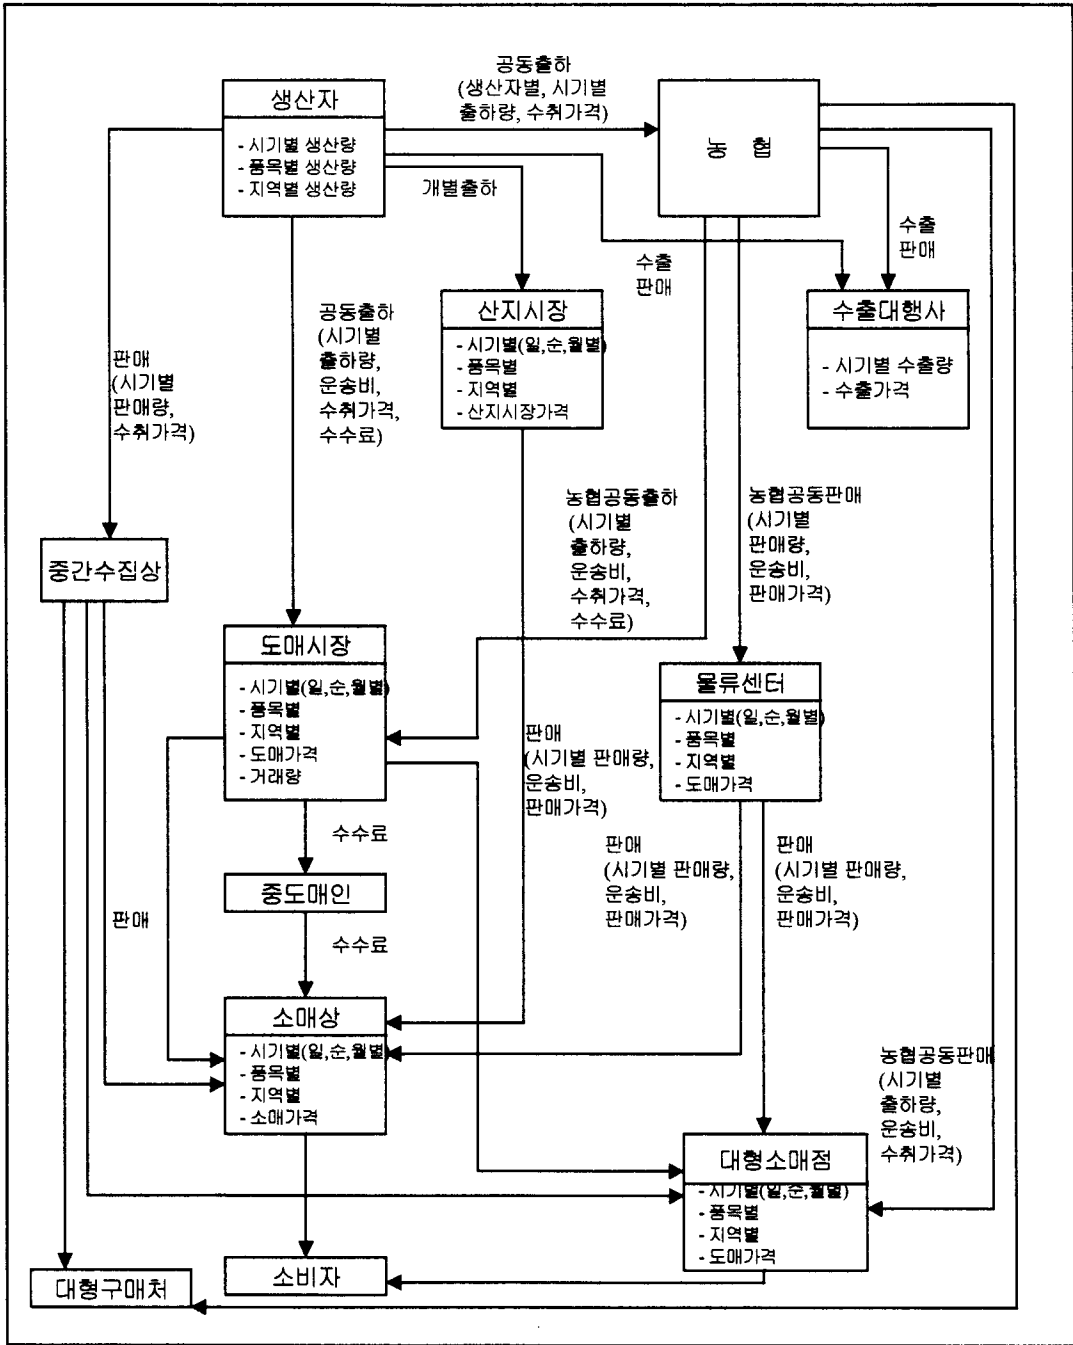 공동출하
(생산자별, 시기별
출하량, 수취가격)
생산자
- 시기별 생산량
- 품목별 생산량
- 지역별 생산량
농 협
개별출하
수출
판매
수출
판매
산지시장
- 시기별(일,순,월별)
- 품목별
- 지역별
- 산지시장가격
수출대행사
- 시기별 수출량
- 수출가격
공동출하
(시기별
출하량,
운송비,
수취가격,
수수료)
판매
(시기별
판매량,
수취가격)
농협공동출하
(시기별
출하량,
운송비,
수취가격,
수수료)
농협공동판매
(시기별
판매량,
운송비,
판매가격)
중간수집상
도매시장
- 시기별(일,순,월별)
- 품목별
- 지역별
- 도매가격
- 거래량
물류센터
- 시기별(일,순,월별)
- 품목별
- 지역별
- 도매가격
판매
(시기별 판매량,
운송비,
판매가격)
수수료
판매
(시기별 판매량,
운송비,
판매가격)
판매
(시기별 판매량,
운송비,
판매가격)
중도매인
판매
수수료
소매상
- 시기별(일,순,월별)
- 품목별
- 지역별
- 소매가격
농협공동판매
(시기별
출하량,
운송비,
수취가격)
대형소매점
- 시기별(일,순,월별)
- 품목별
- 지역별
- 도매가격
소비자
대형구매처